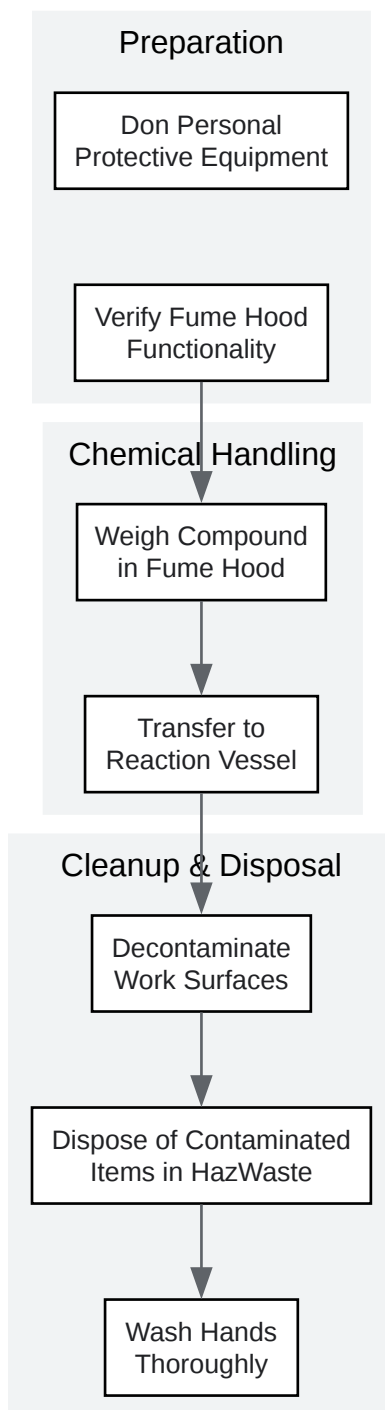 Preparation
Don Personal
Protective Equipment
Verify Fume Hood
Functionality
Chemical Handling
Weigh Compound
in Fume Hood
Transfer to
Reaction Vessel
Cleanup & Disposal
Decontaminate
Work Surfaces
Dispose of Contaminated
Items in HazWaste
Wash Hands
Thoroughly